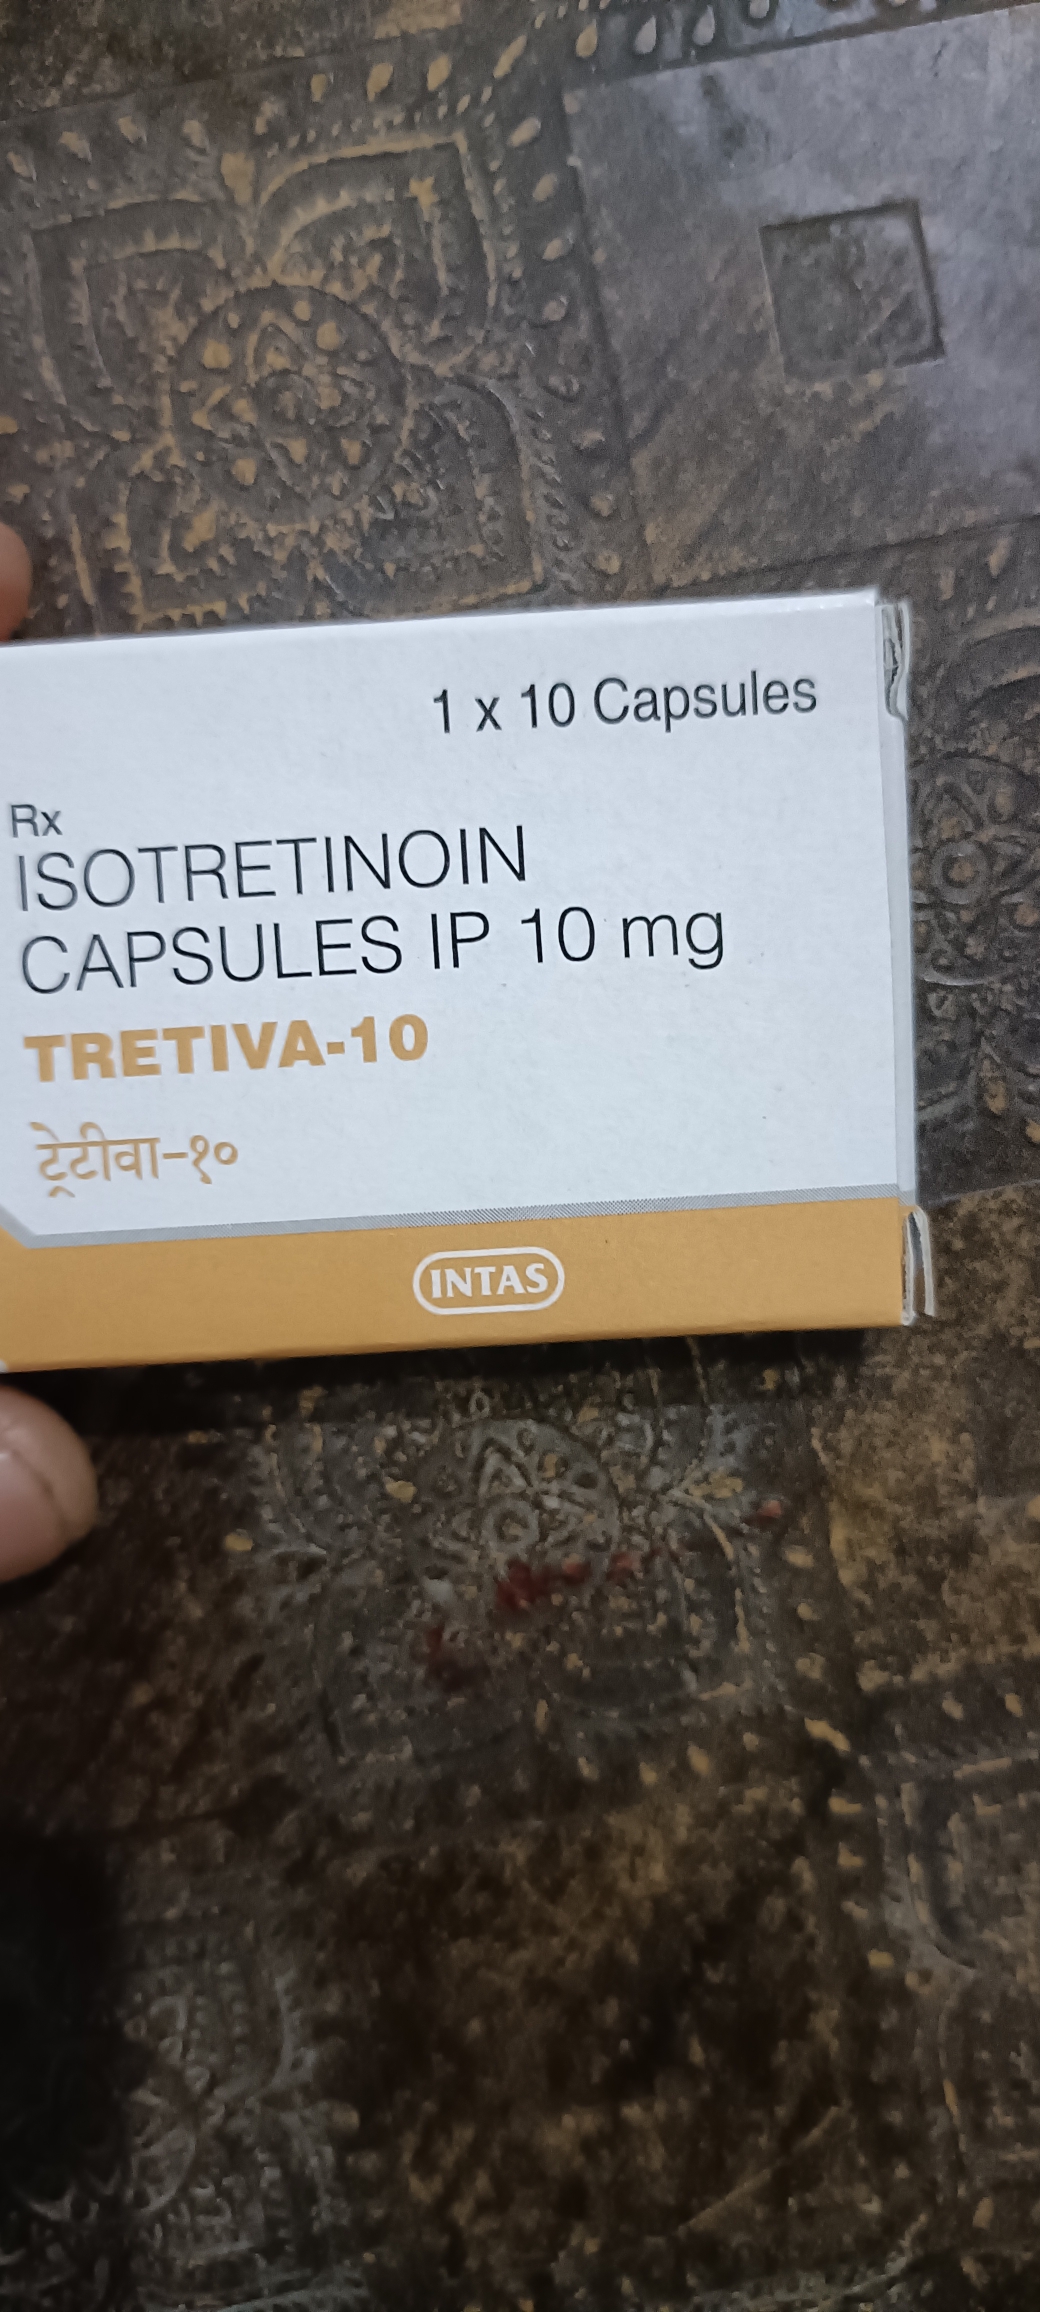 1 x 10 Capsules
Rx
ISOTRETINOIN
CAPSULES IP 10 mg
TRETIVA-10
ट्रेटीवा-१०
INTAS